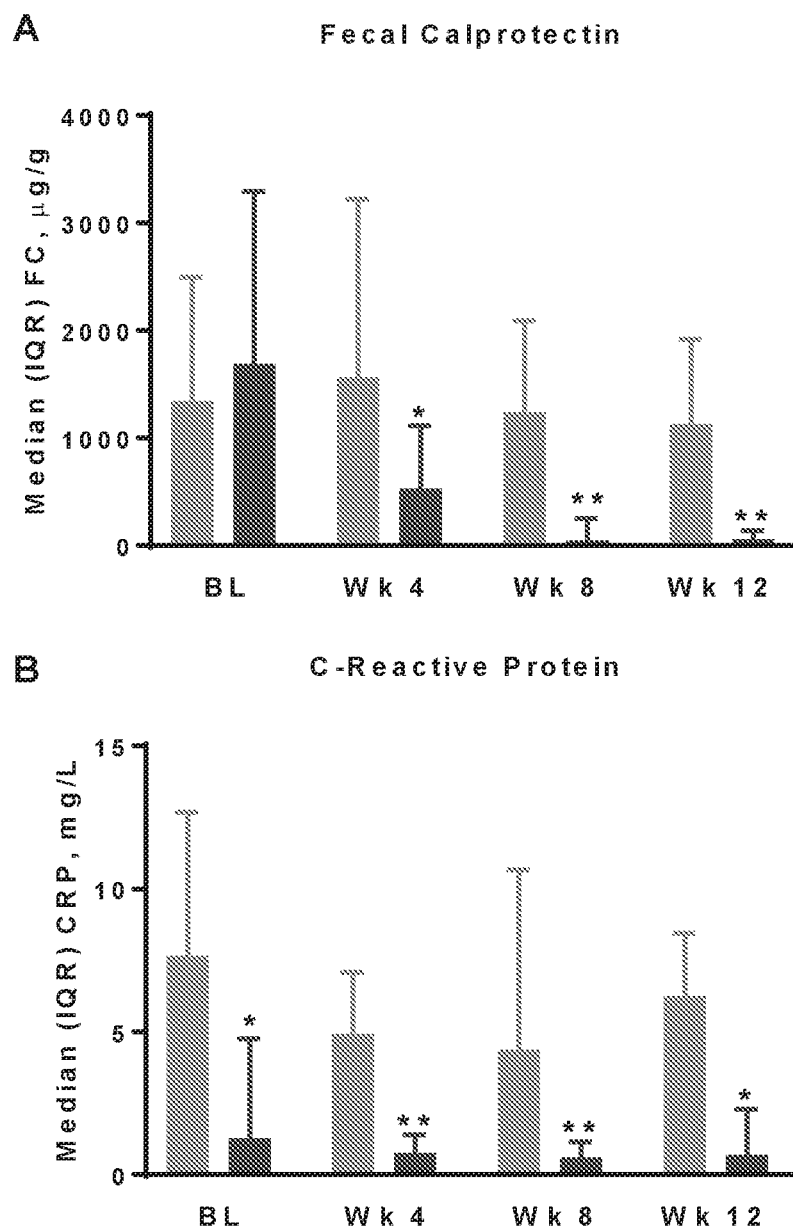 A
Fecal Calprotectin
Median (IQR) FC, µg/g
4000
3000
2000
1000
0
*
**
**
BL Wk 4 Wk 8 Wk 12
B
C-Reactive Protein
Median (IQR) CRP, mg/L
15
10
5
0
*
**
**
*
BL Wk 4 Wk 8 Wk 12